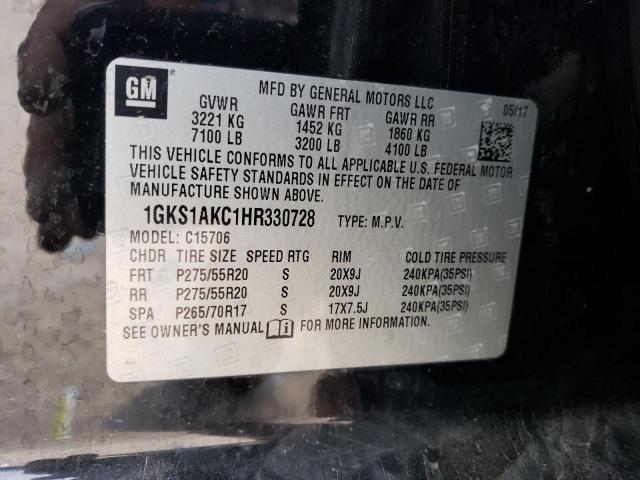 GM ®
MFD BY GENERAL MOTORS LLC 05/17
GVWR GAWR FRT GAWR RR
3221 KG 1452 KG 1860 KG
7100 LB 3200 LB 4100 LB
THIS VEHICLE CONFORMS TO ALL APPLICABLE U.S. FEDERAL MOTOR
VEHICLE SAFETY STANDARDS IN EFFECT ON THE DATE OF
MANUFACTURE SHOWN ABOVE.
1GKS1AKC1HR330728 TYPE: M.P.V.
MODEL: C15706
CHDR TIRE SIZE SPEED RTG RIM COLD TIRE PRESSURE
FRT P275/55R20 S 20X9J 240KPA(35PSI)
RR P275/55R20 S 20X9J 240KPA(35PSI)
SPA P265/70R17 S 17X7.5J 240KPA(35PSI)
SEE OWNER'S MANUAL i FOR MORE INFORMATION.